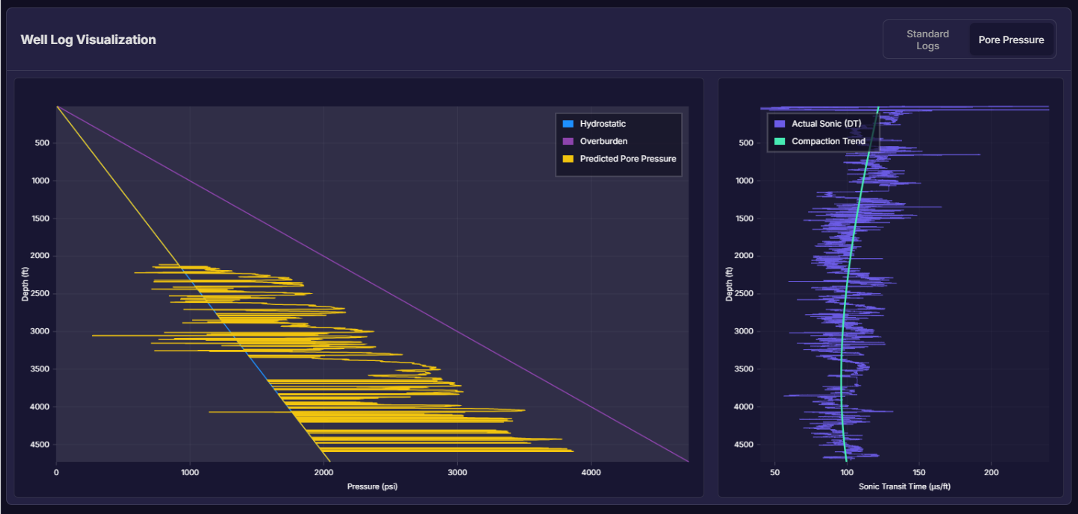 Well Log Visualization
Standard
Logs
Pore Pressure
Hydrostatic
Overburden
Predicted Pore Pressure
500
1000
1500
2000
2500
3000
3500
4000
4500
Depth (ft)
0
1000
2000
3000
4000
Pressure (psi)
Actual Sonic (DT)
Compaction Trend
500
1000
1500
2000
2500
3000
3500
4000
4500
Depth (ft)
50
100
150
200
Sonic Transit Time (µs/ft)